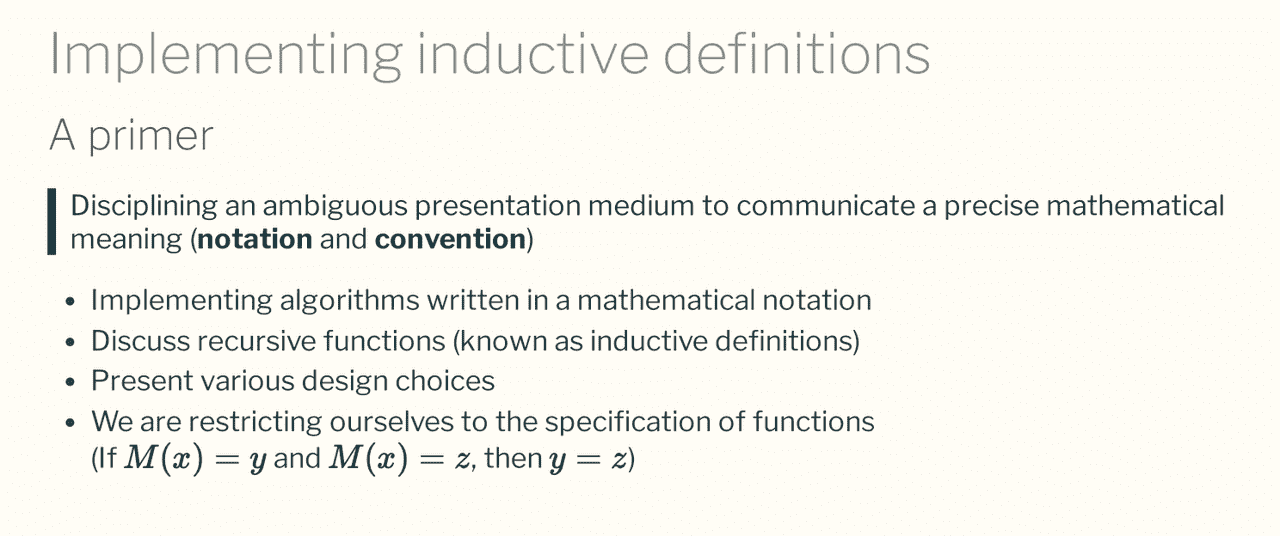 Implementing inductive definitions
A primer
Disciplining an ambiguous presentation medium to communicate a precise mathematical
meaning (notation and convention)
• Implementing algorithms written in a mathematical notation
• Discuss recursive functions (known as inductive definitions)
• Present various design choices
• We are restricting ourselves to the specification of functions
(If M(x) = y and M(x) = z, then y = z)